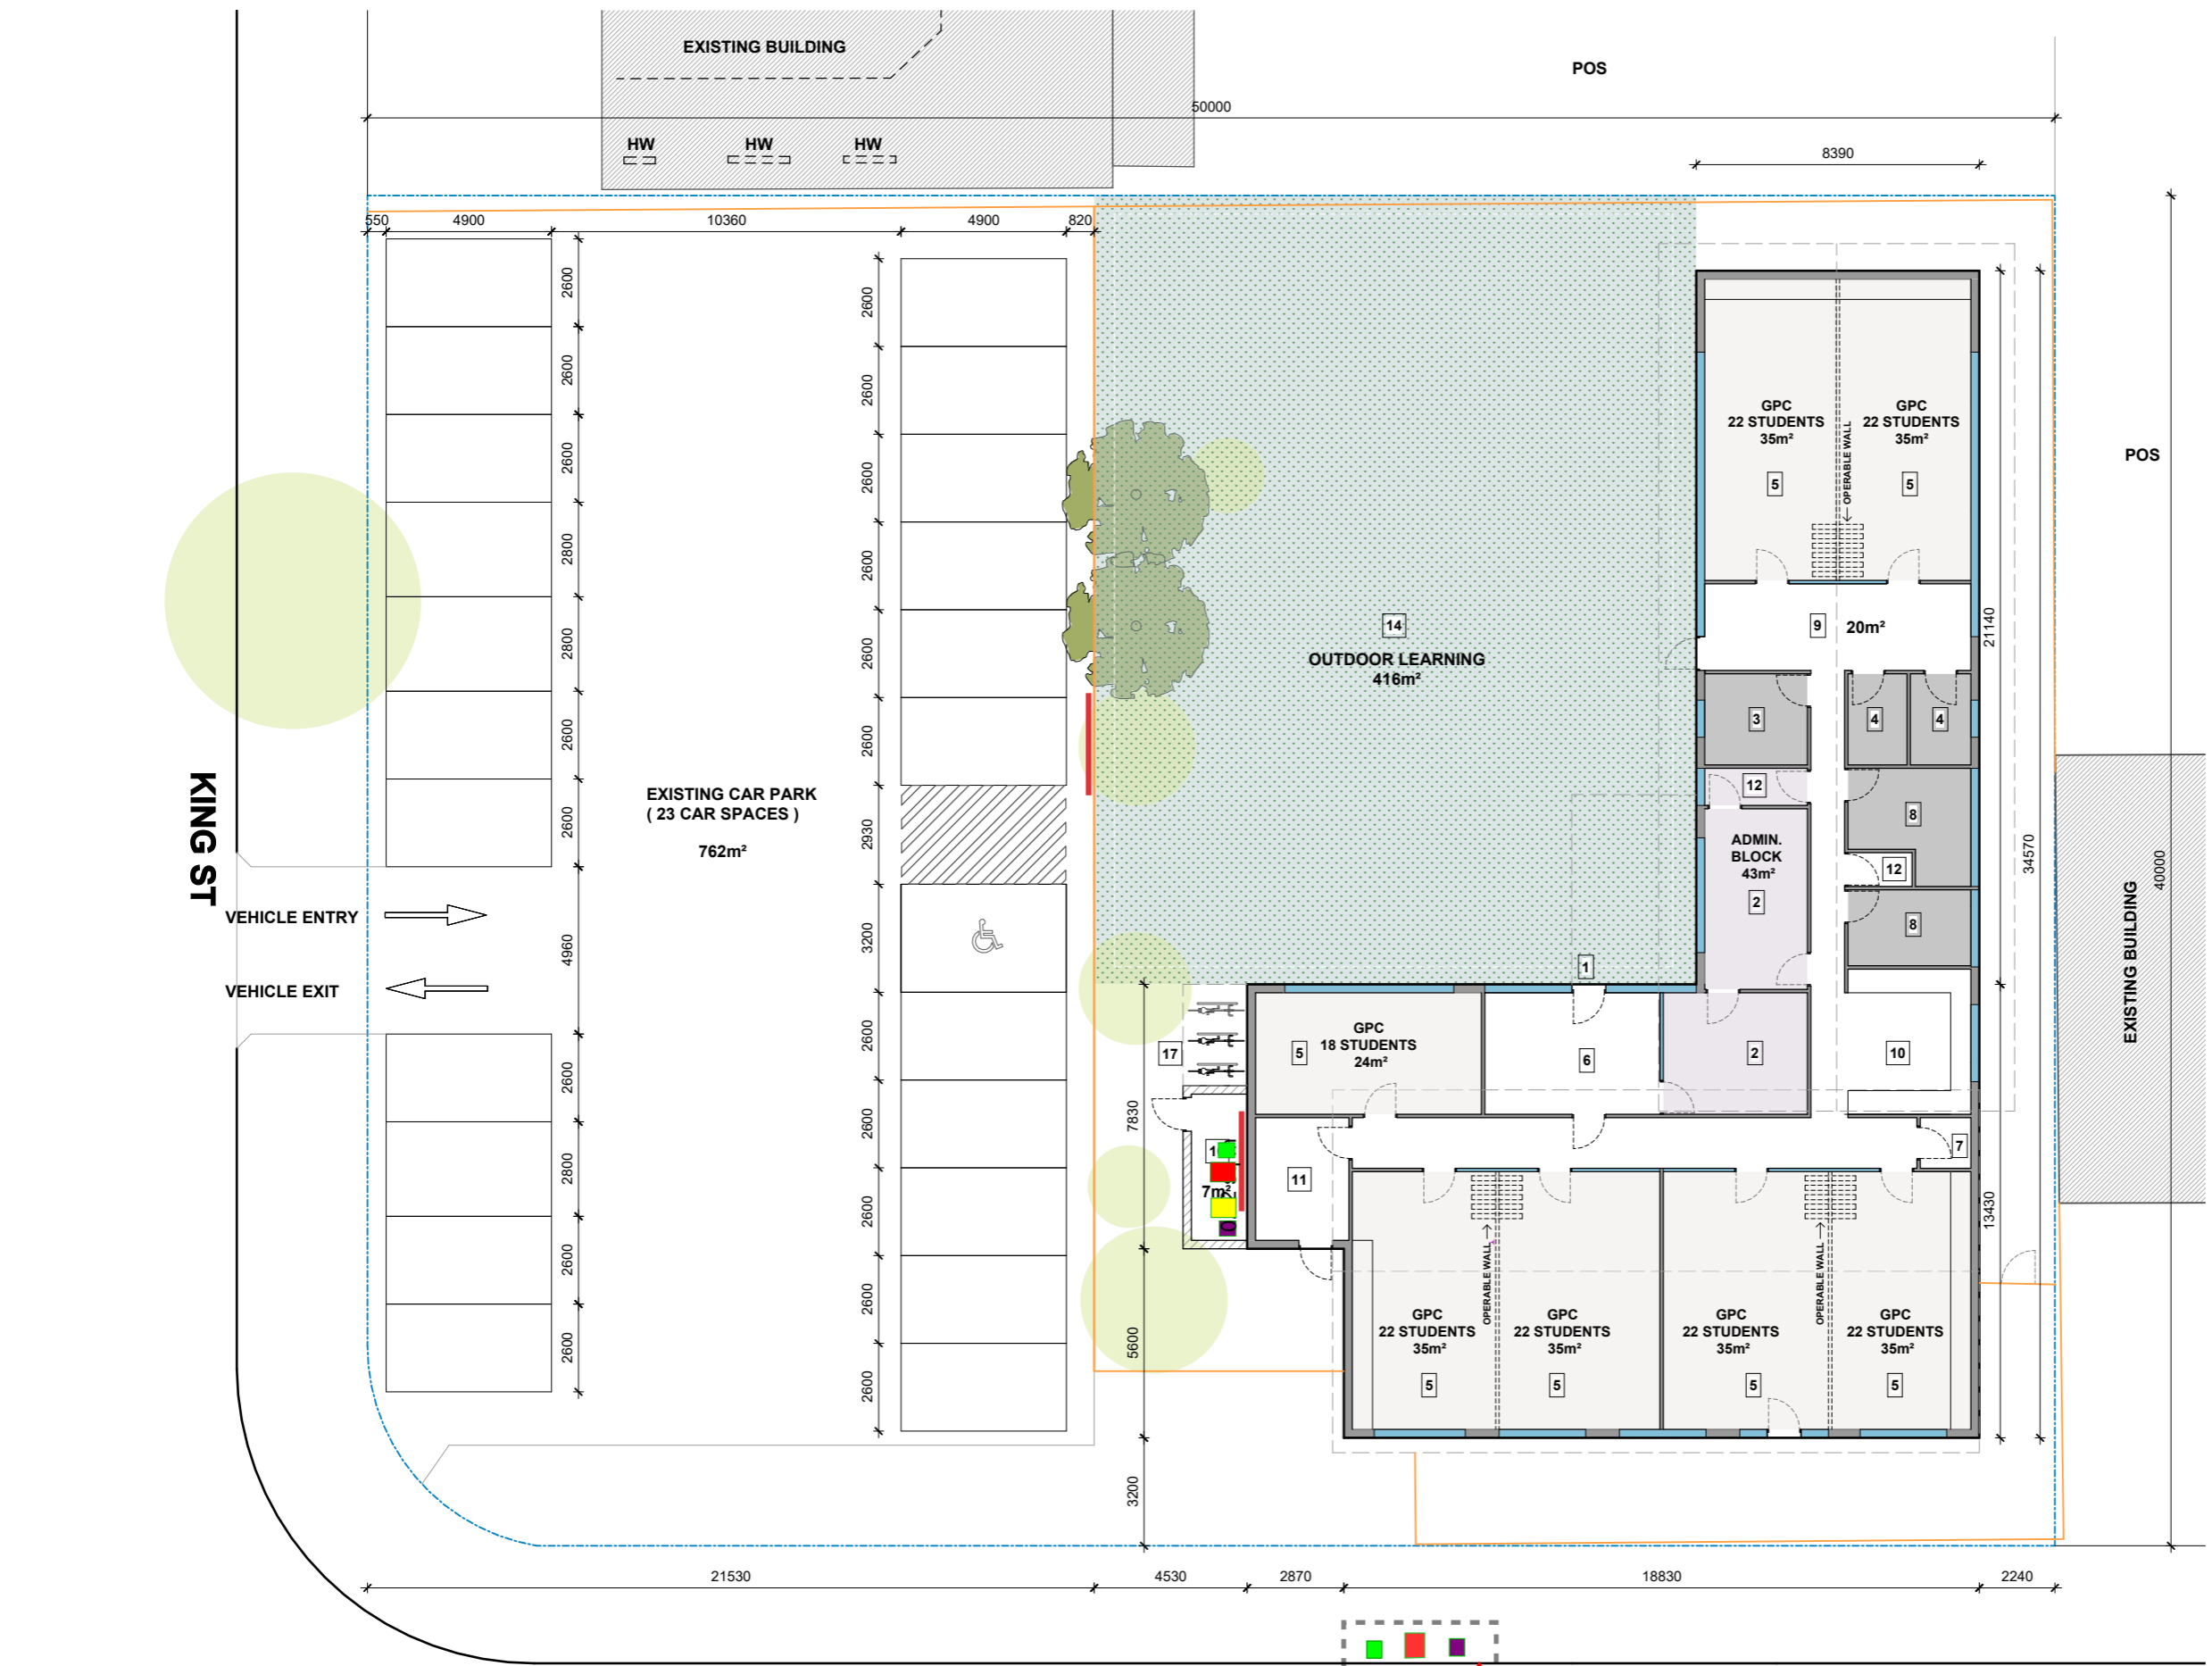 EXISTING BUILDING
POS
50000
HW
HW
HW
8390
550
4900
10360
4900
820
2600
2600
2600
2800
2800
2600
2600
4960
2600
2800
2600
2600
2600
2600
2600
2600
2600
2600
2930
3200
2600
2600
2600
2600
2600
GPC
22 STUDENTS
35m²
5
OPERABLE WALL
GPC
22 STUDENTS
35m²
5
POS
14
OUTDOOR LEARNING
416m²
9
20m²
21140
34570
40000
3
4
4
12
8
ADMIN.
BLOCK
43m²
2
12
8
KING ST
EXISTING CAR PARK
( 23 CAR SPACES )
762m²
VEHICLE ENTRY
VEHICLE EXIT
EXISTING BUILDING
1
GPC
18 STUDENTS
24m²
5
6
2
10
17
7830
7
11
7m²
13430
5600
3200
OPERABLE WALL
OPERABLE WALL
GPC
22 STUDENTS
35m²
5
GPC
22 STUDENTS
35m²
5
GPC
22 STUDENTS
35m²
5
GPC
22 STUDENTS
35m²
5
21530
4530
2870
18830
2240